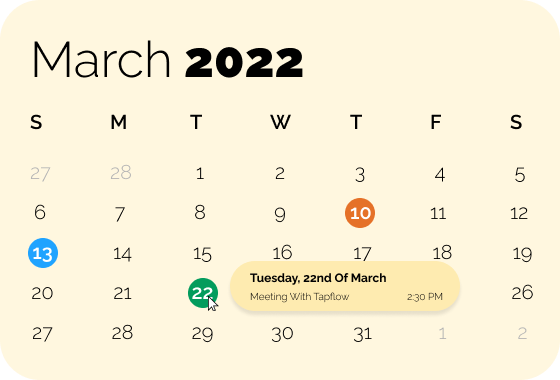 March 2022
S M T W T F S
27 28 1 2 3 4 5
6 7 8 9 10 11 12
13 14 15 16 17 18 19
Tuesday, 22nd Of March
20 21 22 26
Meeting With Tapflow 2:30 PM
27 28 29 30 31 1 2